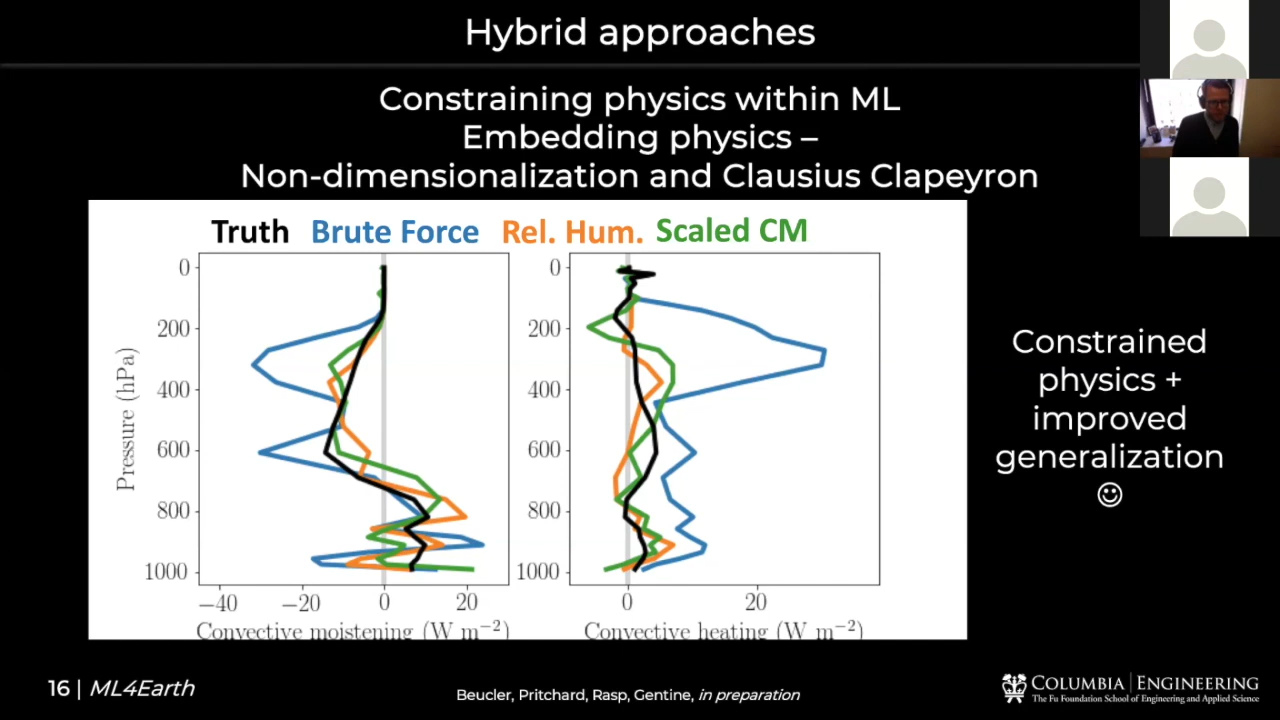 Hybrid approaches
Constraining physics within ML
Embedding physics –
Non-dimensionalization and Clausius Clapeyron
Truth Brute Force Rel. Hum. Scaled CM
0
200
400
600
800
1000
Pressure (hPa)
−40 −20 0 20
Convective moistening (W m−2)
0
200
400
600
800
1000
0 20
Convective heating (W m−2)
Constrained
physics +
improved
generalization
☺
16 | ML4Earth
Beucler, Pritchard, Rasp, Gentine, in preparation
COLUMBIA | ENGINEERING
The Fu Foundation School of Engineering and Applied Science